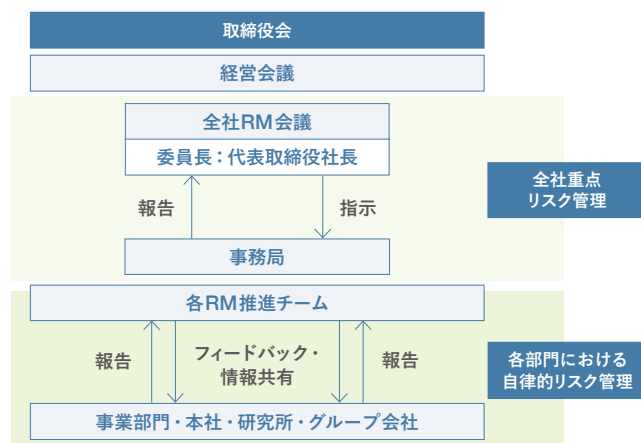 取締役会
経営会議
全社RM会議
委員長：代表取締役社長
報告
指示
事務局
全社重点
リスク管理
各RM推進チーム
報告
フィードバック・
情報共有
報告
各部門における
自律的リスク管理
事業部門・本社・研究所・グループ会社